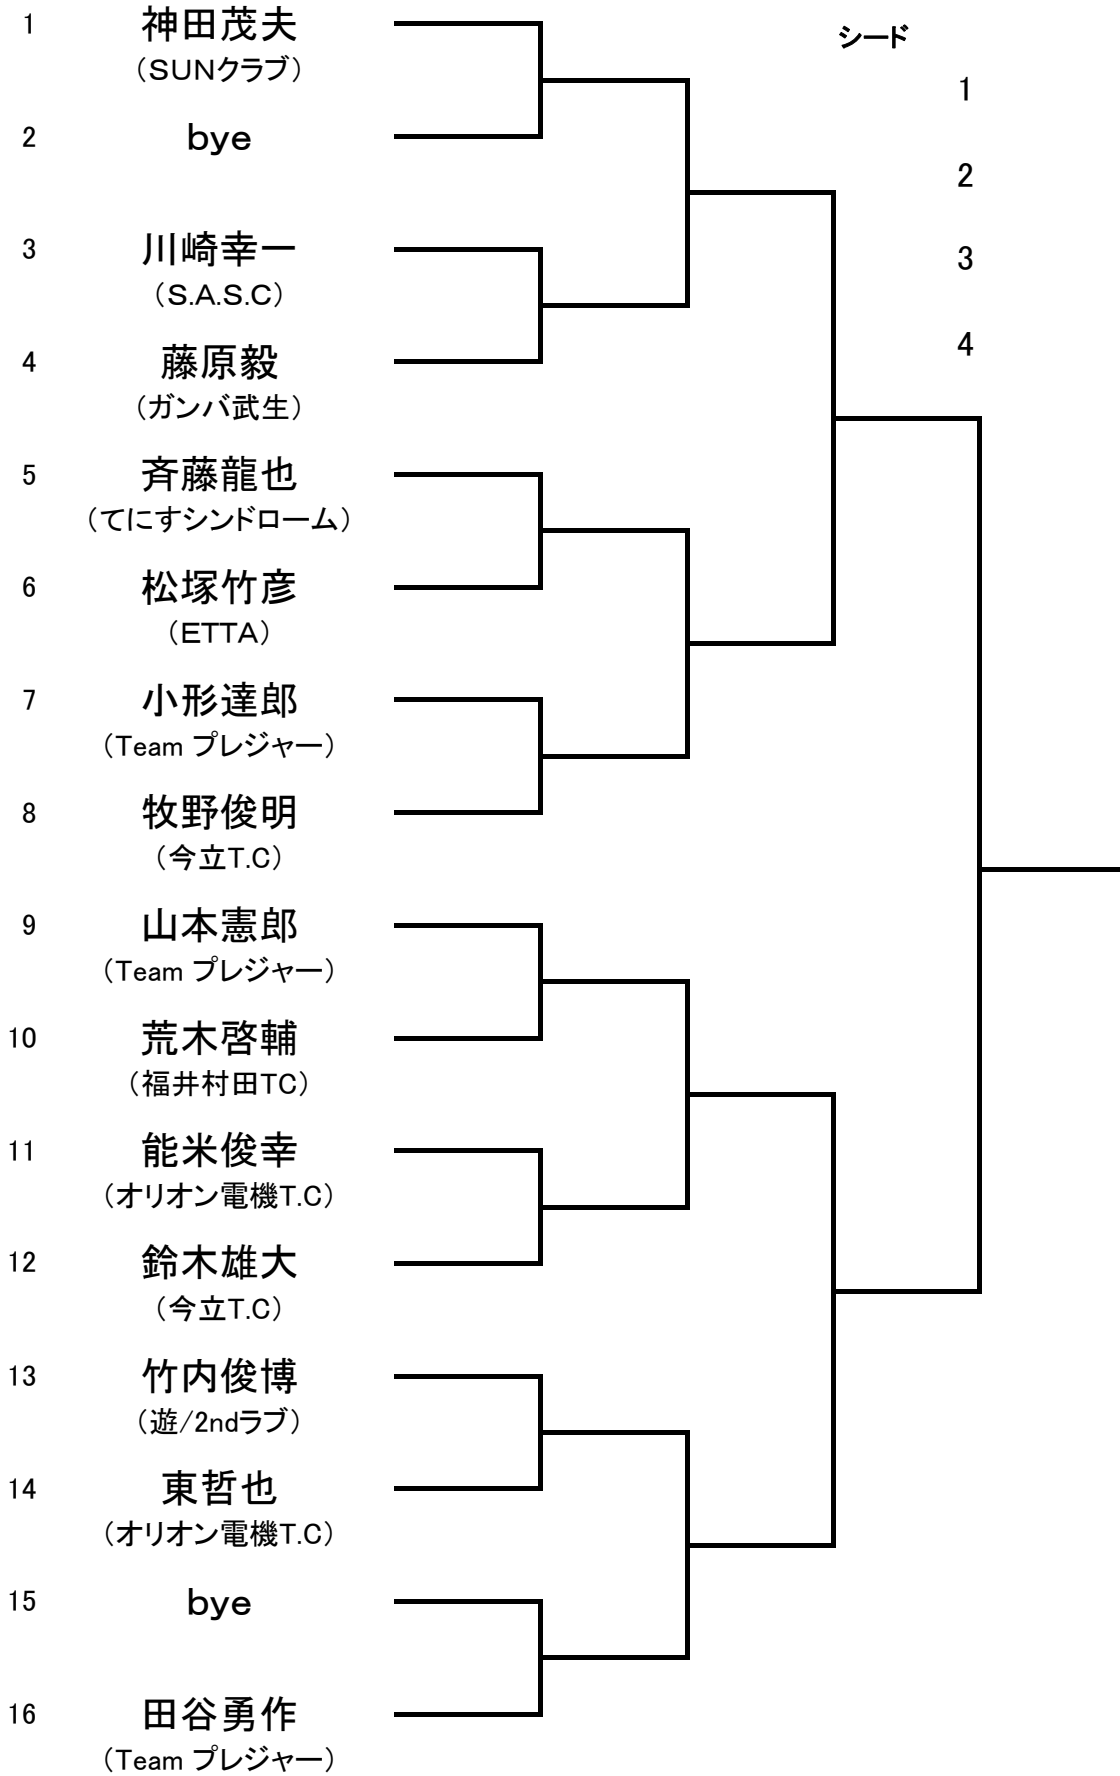 1 神田茂夫
（SUNクラブ）
2 bye
3 川崎幸一
（S.A.S.C）
4 藤原毅
（ガンバ武生）
5 斉藤龍也
（てにすシンドローム）
6 松塚竹彦
（ETTA）
7 小形達郎
（Team プレジャー）
8 牧野俊明
（今立T.C）
9 山本憲郎
（Team プレジャー）
10 荒木啓輔
（福井村田TC）
11 能米俊幸
（オリオン電機T.C）
12 鈴木雄大
（今立T.C）
13 竹内俊博
（遊/2ndラブ）
14 東哲也
（オリオン電機T.C）
15 bye
16 田谷勇作
（Team プレジャー）
シード
1
2
3
4